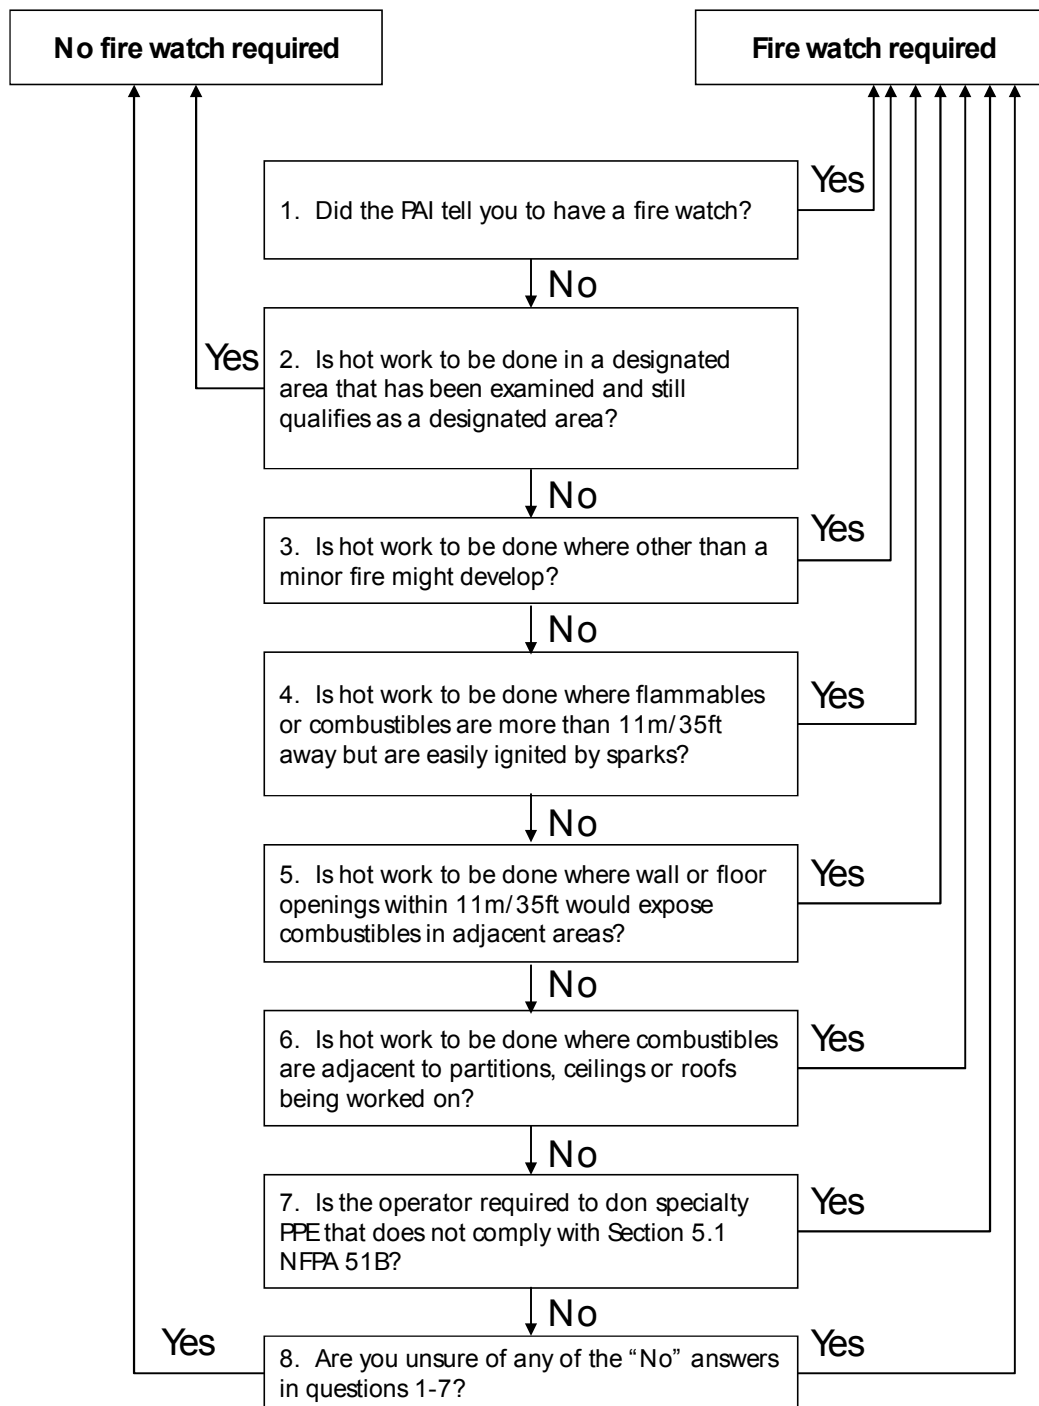 No fire watch required
Fire watch required
Yes
1. Did the PAI tell you to have a fire watch?
No
Yes
2. Is hot work to be done in a designated
area that has been examined and still
qualifies as a designated area?
No
Yes
3. Is hot work to be done where other than a
minor fire might develop?
No
Yes
4. Is hot work to be done where flammables
or combustibles are more than 11m/35ft
away but are easily ignited by sparks?
No
Yes
5. Is hot work to be done where wall or floor
openings within 11m/35ft would expose
combustibles in adjacent areas?
No
Yes
6. Is hot work to be done where combustibles
are adjacent to partitions, ceilings or roofs
being worked on?
No
Yes
7. Is the operator required to don specialty
PPE that does not comply with Section 5.1
NFPA 51B?
No
Yes
Yes
8. Are you unsure of any of the “No” answers
in questions 1-7?